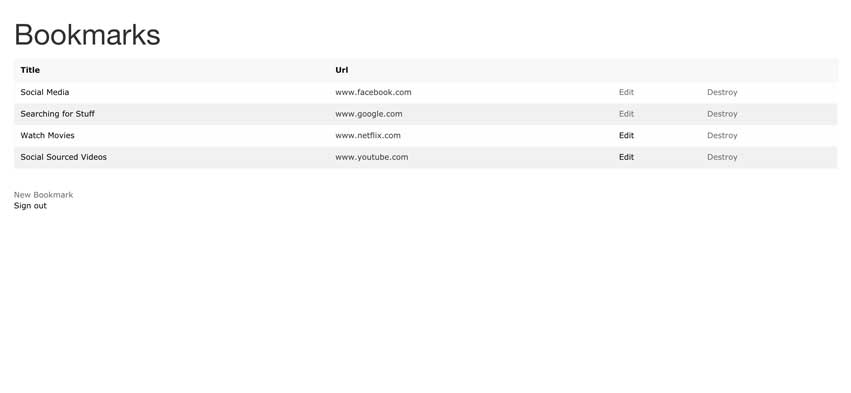 Bookmarks
Title Url
Social Media www.facebook.com Edit Destroy
Searching for Stuff www.google.com Edit Destroy
Watch Movies www.netflix.com Edit Destroy
Social Sourced Videos www.youtube.com Edit Destroy
New Bookmark
Sign out